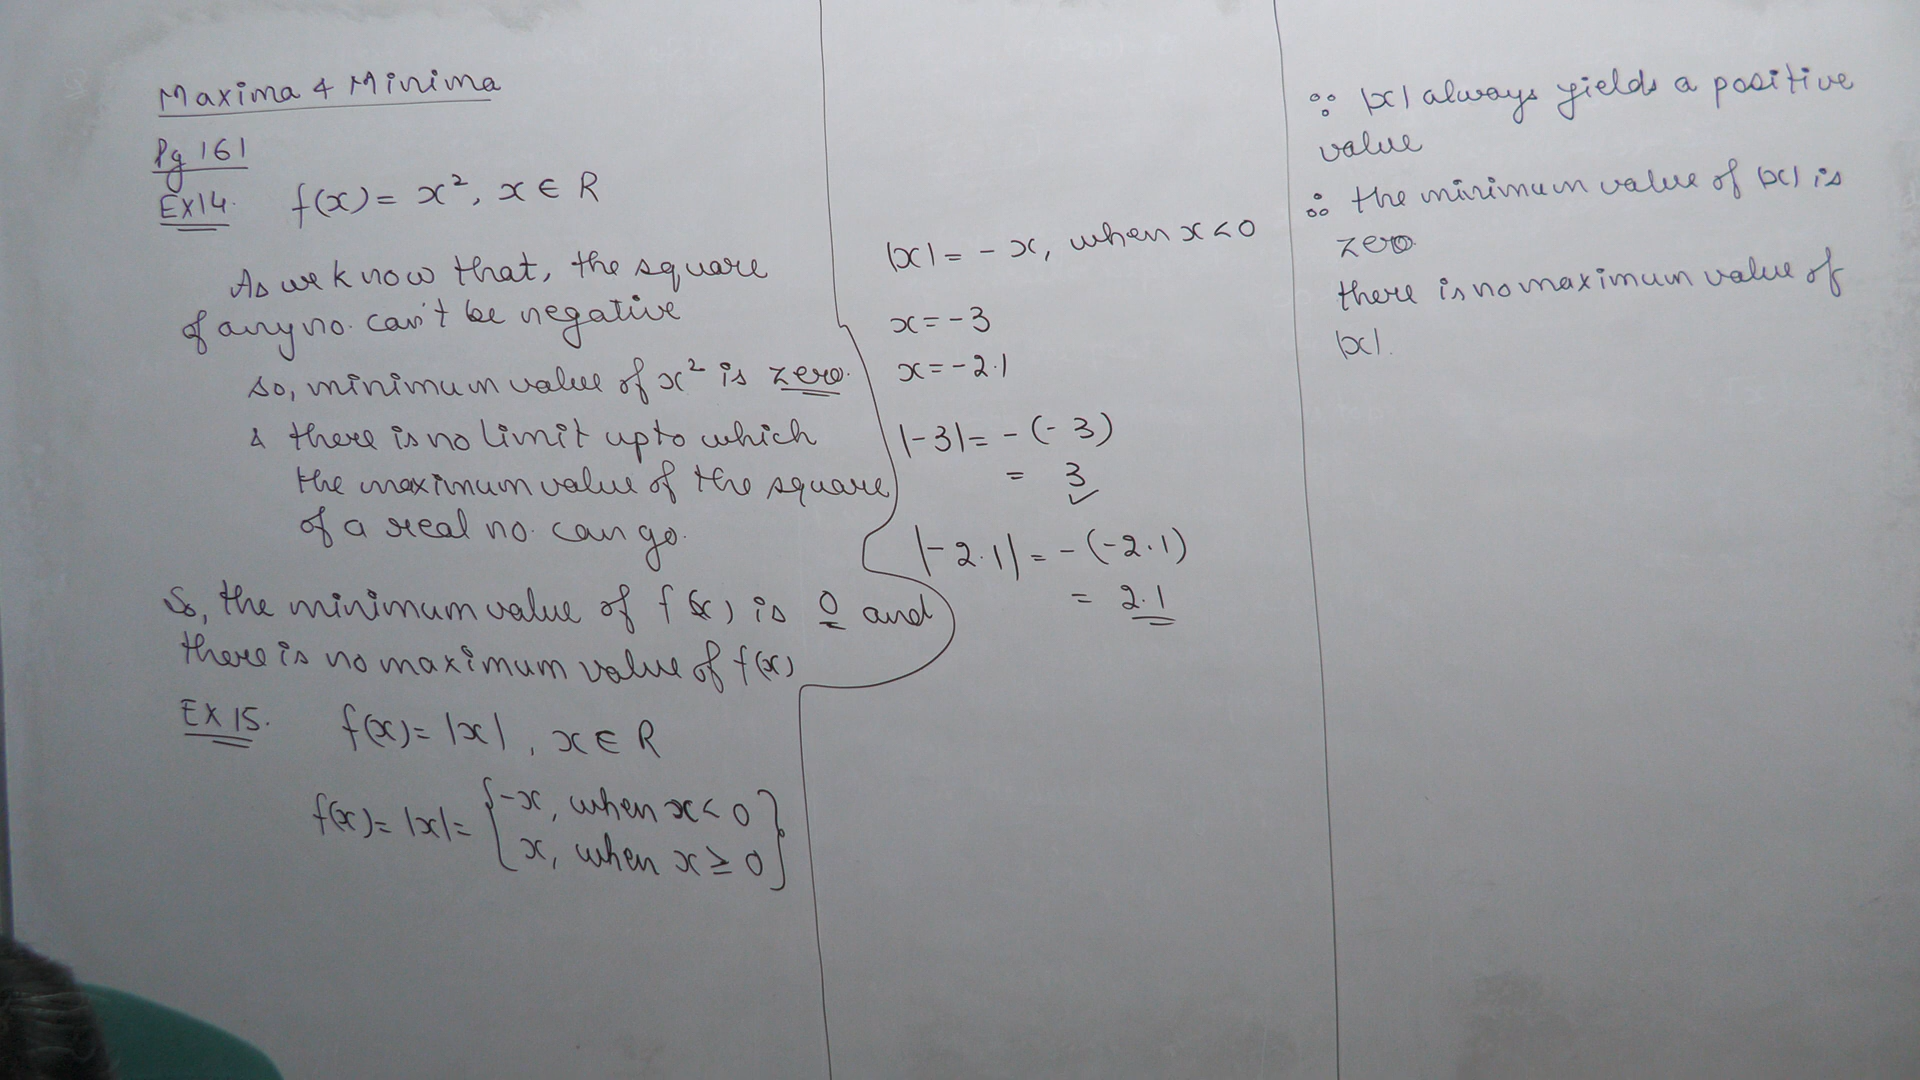 Maxima & Minima
Pg 161
EX14. f(x) = x², x ∈ R
As we know that, the square
of any no. can't be negative
so, minimum value of x² is zero.
& there is no limit upto which
the maximum value of the square
of a real no. can go.
So, the minimum value of f(x) is 0 and
there is no maximum value of f(x)
EX 15. f(x) = |x|, x ∈ R
f(x) = |x| = {-x, when x < 0
x, when x ≥ 0}
|x| = - x, when x < 0
x = - 3
x = - 2.1
|-3| = - (- 3)
= 3 ✓
|- 2.1| = - (-2.1)
= 2.1
∵ |x| always yields a positive
value
∴ the minimum value of |x| is
zero.
there is no maximum value of
|x|.